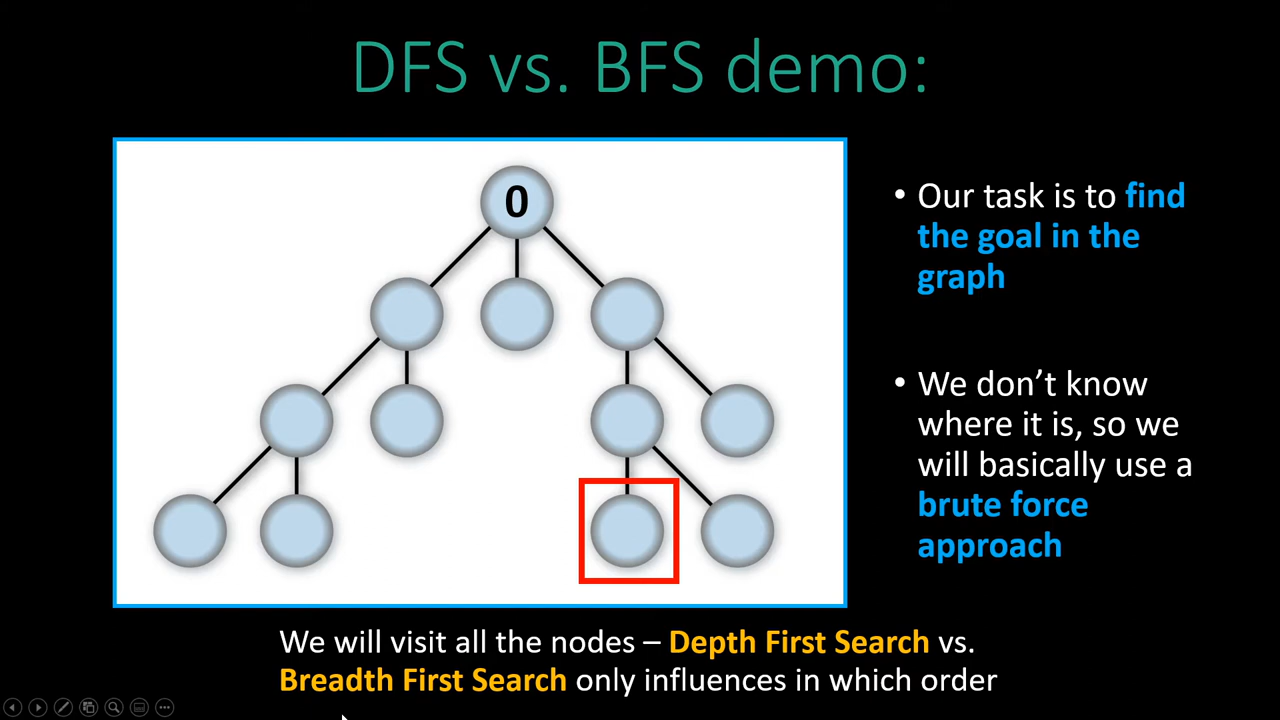 DFS vs. BFS demo:
0
• Our task is to find
the goal in the
graph
• We don’t know
where it is, so we
will basically use a
brute force
approach
We will visit all the nodes – Depth First Search vs.
Breadth First Search only influences in which order